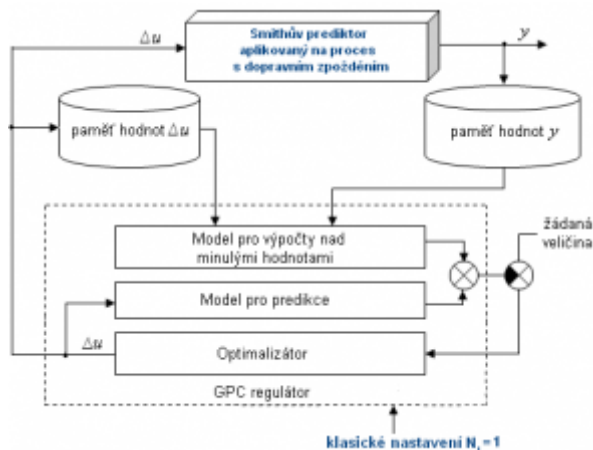 Δu
Smithův prediktor
aplikovaný na proces
s dopravním zpožděním
y
paměť hodnot Δu
paměť hodnot y
Model pro výpočty nad
minulými hodnotami
žádaná
veličina
Model pro predikce
Δu
Optimalizátor
GPC regulátor
klasické nastavení N₁=1